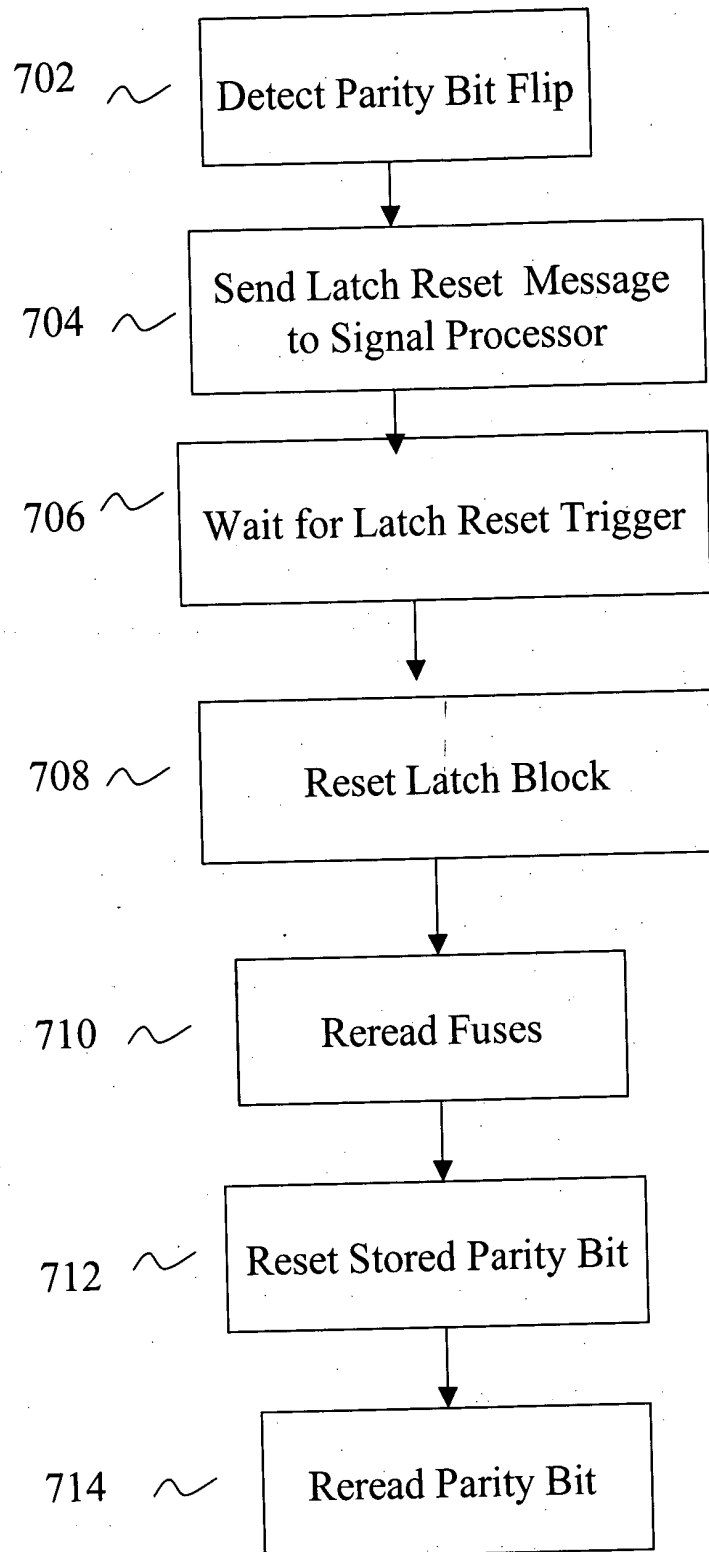 702
Detect Parity Bit Flip
704
Send Latch Reset Message
to Signal Processor
706
Wait for Latch Reset Trigger
708
Reset Latch Block
710
Reread Fuses
712
Reset Stored Parity Bit
714
Reread Parity Bit